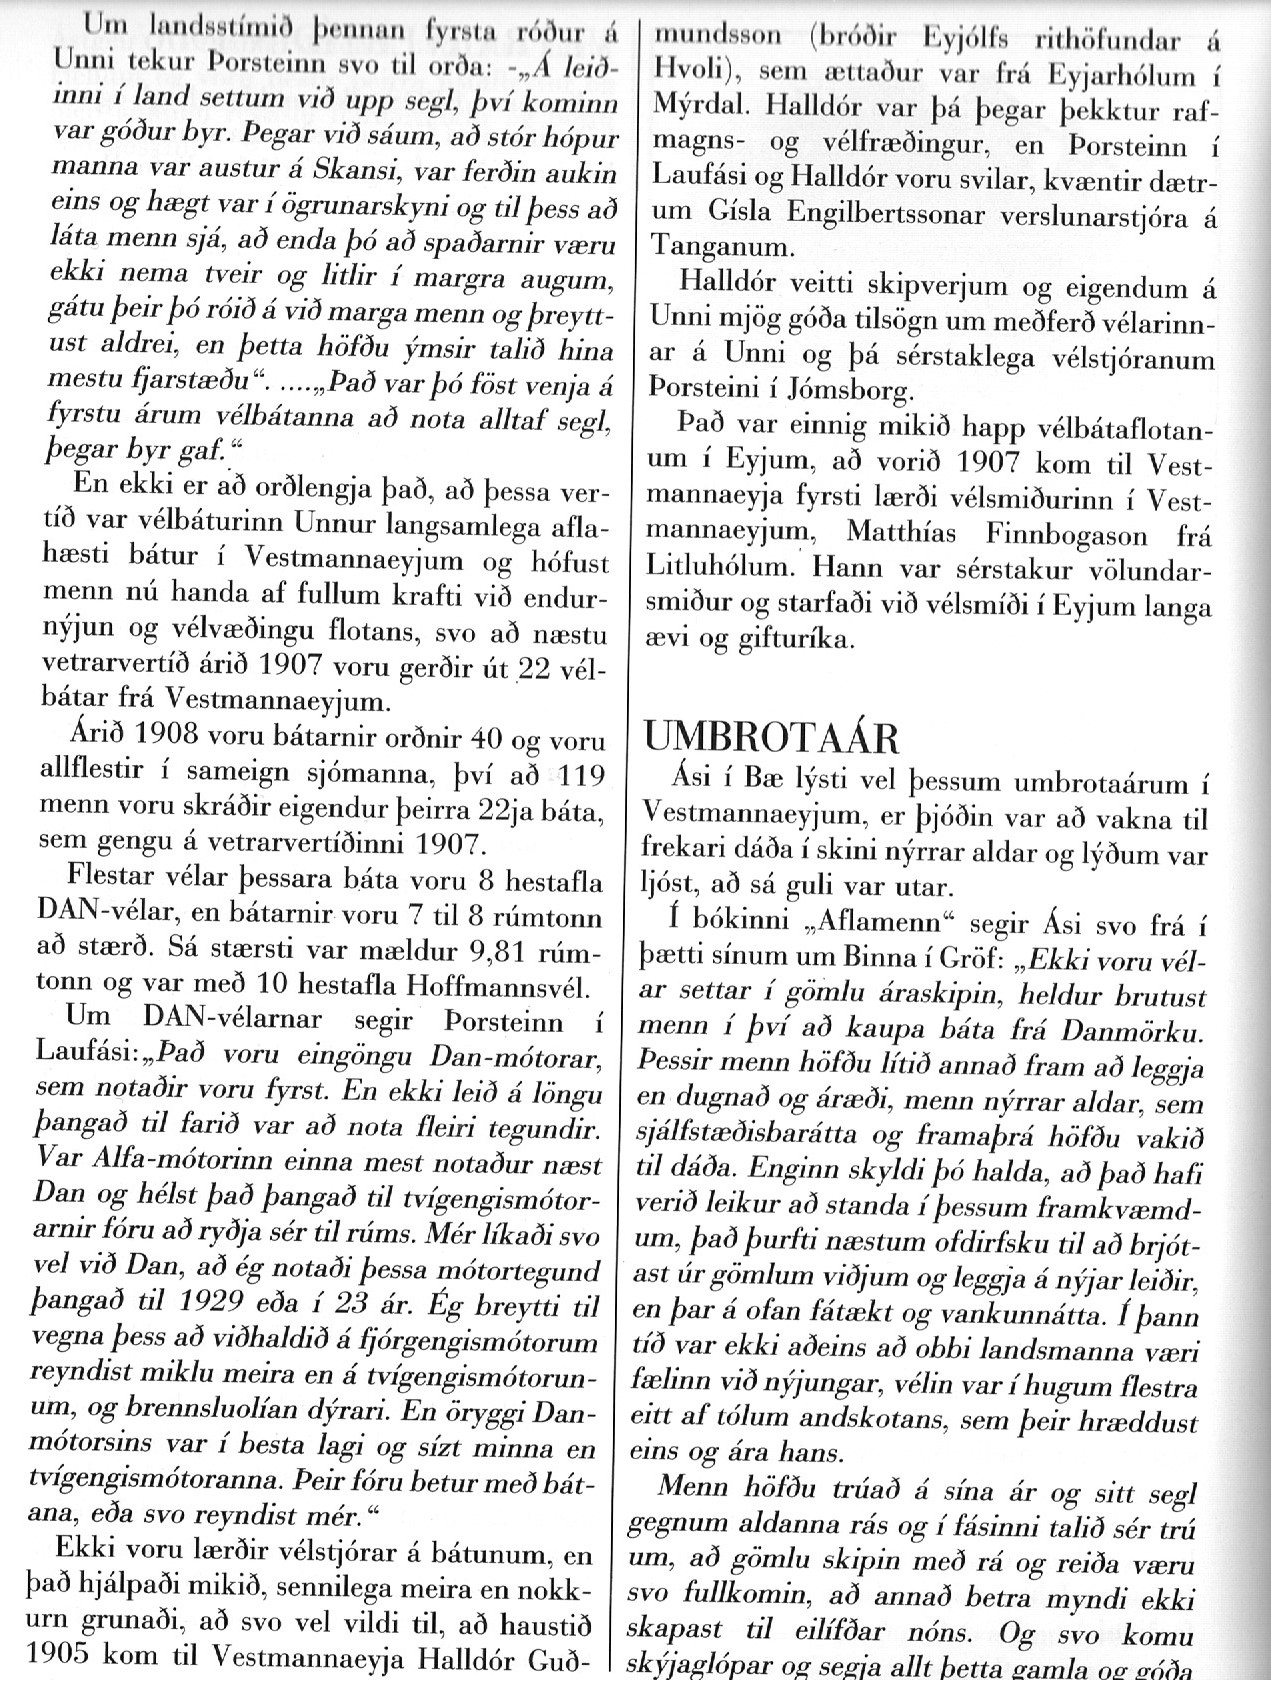 Um landsstímið þennan fyrsta róður á
Unni tekur Þorsteinn svo til orða: -„Á leið-
inni í land settum við upp segl, því kominn
var góður byr. Þegar við sáum, að stór hópur
manna var austur á Skansi, var ferðin aukin
eins og hægt var í ögrunarskyni og til þess að
láta menn sjá, að enda þó að spaðarnir væru
ekki nema tveir og litlir í margra augum,
gátu þeir þó róið á við marga menn og þreytt-
ust aldrei, en þetta höfðu ýmsir talið hina
mestu fjarstæðu“. ....„Það var þó föst venja á
fyrstu árum vélbátanna að nota alltaf segl,
þegar byr gaf.“
En ekki er að orðlengja það, að þessa ver-
tíð var vélbáturinn Unnur langsamlega afla-
hæsti bátur í Vestmannaeyjum og hófust
menn nú handa af fullum krafti við endur-
nýjun og vélvæðingu flotans, svo að næstu
vetrarvertíð árið 1907 voru gerðir út 22 vél-
bátar frá Vestmannaeyjum.
Árið 1908 voru bátarnir orðnir 40 og voru
allflestir í sameign sjómanna, því að 119
menn voru skráðir eigendur þeirra 22ja báta,
sem gengu á vetrarvertíðinni 1907.
Flestar vélar þessara báta voru 8 hestafla
DAN-vélar, en bátarnir voru 7 til 8 rúmtonn
að stærð. Sá stærsti var mældur 9,81 rúm-
tonn og var með 10 hestafla Hoffmannsvél.
Um DAN-vélarnar segir Þorsteinn í
Laufási:„Það voru eingöngu Dan-mótorar,
sem notaðir voru fyrst. En ekki leið á löngu
þangað til farið var að nota fleiri tegundir.
Var Alfa-mótorinn einna mest notaður næst
Dan og hélst það þangað til tvígengismótor-
arnir fóru að ryðja sér til rúms. Mér líkaði svo
vel við Dan, að ég notaði þessa mótortegund
þangað til 1929 eða í 23 ár. Ég breytti til
vegna þess að viðhaldið á fjórgengismótorum
reyndist miklu meira en á tvígengismótorun-
um, og brennsluolían dýrari. En öryggi Dan-
mótorsins var í besta lagi og sízt minna en
tvígengismótoranna. Þeir fóru betur með bát-
ana, eða svo reyndist mér.“
Ekki voru lærðir vélstjórar á bátunum, en
það hjálpaði mikið, sennilega meira en nokk-
urn grunaði, að svo vel vildi til, að haustið
1905 kom til Vestmannaeyja Halldór Guð-
mundsson (bróðir Eyjólfs rithöfundar á
Hvoli), sem ættaður var frá Eyjarhólum í
Mýrdal. Halldór var þá þegar þekktur raf-
magns- og vélfræðingur, en Þorsteinn í
Laufási og Halldór voru svilar, kvæntir dætr-
um Gísla Engilbertssonar verslunarstjóra á
Tanganum.
Halldór veitti skipverjum og eigendum á
Unni mjög góða tilsögn um meðferð vélarinn-
ar á Unni og þá sérstaklega vélstjóranum
Þorsteini í Jómsborg.
Það var einnig mikið happ vélbátaflotan-
um í Eyjum, að vorið 1907 kom til Vest-
mannaeyja fyrsti lærði vélsmiðurinn í Vest-
mannaeyjum, Matthías Finnbogason frá
Litluhólum. Hann var sérstakur völundar-
smiður og starfaði við vélsmíði í Eyjum langa
ævi og gifturíka.
UMBROTAÁR
Ási í Bæ lýsti vel þessum umbrotaárum í
Vestmannaeyjum, er þjóðin var að vakna til
frekari dáða í skini nýrrar aldar og lýðum var
ljóst, að sá guli var utar.
Í bókinni „Aflamenn“ segir Ási svo frá í
þætti sínum um Binna í Gröf: „Ekki voru vél-
ar settar í gömlu áraskipin, heldur brutust
menn í því að kaupa báta frá Danmörku.
Þessir menn höfðu lítið annað fram að leggja
en dugnað og áræði, menn nýrrar aldar, sem
sjálfstæðisbarátta og framaþrá höfðu vakið
til dáða. Enginn skyldi þó halda, að það hafi
verið leikur að standa í þessum framkvæmd-
um, það þurfti næstum ofdirfsku til að brjót-
ast úr gömlum viðjum og leggja á nýjar leiðir,
en þar á ofan fátækt og vankunnátta. Í þann
tíð var ekki aðeins að obbi landsmanna væri
fælinn við nýjungar, vélin var í hugum flestra
eitt af tólum andskotans, sem þeir hræddust
eins og ára hans.
Menn höfðu trúað á sína ár og sitt segl
gegnum aldanna rás og í fásinni talið sér trú
um, að gömlu skipin með rá og reiða væru
svo fullkomin, að annað betra myndi ekki
skapast til eilífðar nóns. Og svo komu
skýjaglópar og segja allt þetta gamla og góða